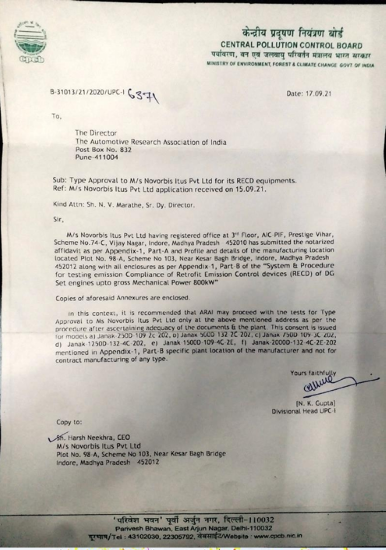 केन्द्रीय प्रदूषण नियंत्रण बोर्ड
CENTRAL POLLUTION CONTROL BOARD
पर्यावरण, वन एवं जलवायु परिवर्तन मंत्रालय भारत सरकार
MINISTRY OF ENVIRONMENT, FOREST & CLIMATE CHANGE GOVT OF INDIA
cpcb
B-31013/21/2020/UPC-I 6371
Date: 17.09.21
To,
The Director
The Automotive Research Association of India
Post Box No. 832
Pune-411004
Sub: Type Approval to M/s Novorbis Itus Pvt Ltd for its RECD equipments.
Ref: M/s Novorbis Itus Pvt Ltd application received on 15.09.21.
Kind Attn: Sh. N. V. Marathe, Sr. Dy. Director.
Sir,
M/s Novorbis Itus Pvt Ltd having registered office at 3rd Floor, AIC-PIF, Prestige Vihar,
Scheme No.74-C, Vijay Nagar, Indore, Madhya Pradesh 452010 has submitted the notarized
affidavit as per Appendix-1, Part-A and Profile and details of the manufacturing location
located Plot No. 98-A, Scheme No 103, Near Kesar Bagh Bridge, Indore, Madhya Pradesh
452012 along with all enclosures as per Appendix-1, Part B of the "System & Procedure
for testing emission Compliance of Retrofit Emission Control devices (RECD) of DG
Set engines upto gross Mechanical Power 800kW"
Copies of aforesaid Annexures are enclosed.
In this context, it is recommended that ARAI may proceed with the tests for Type
Approval to Ms Novorbis Itus Pvt Ltd only at the above mentioned address as per the
procedure after ascertaining adequacy of the documents & the plant. This consent is issued
for models a) Janak 250D-109 2C 202, b) Janak 500D 132 2C 202, c) Janak 750D 109 3C 202,
d) Janak 1250D-132-4C-202, e) Janak 1500D 109-4C 2E, f) Janak 2000D-132 4C-2E-202
mentioned in Appendix-1, Part-B specific plant location of the manufacturer and not for
contract manufacturing of any type.
Yours faithfully
[N. K. Gupta]
Divisional Head UPC-I
Copy to:
Sh. Harsh Neekhra, CEO
M/s Novorbis Itus Pvt Ltd
Plot No. 98-A, Scheme No 103, Near Kesar Bagh Bridge
Indore, Madhya Pradesh 452012
'परिवेश भवन' पूर्वी अर्जुन नगर, दिल्ली-110032
Parivesh Bhawan, East Arjun Nagar, Delhi-110032
दूरभाष/Tel : 43102030, 22305792, वेबसाईट/Website : www.cpcb.nic.in